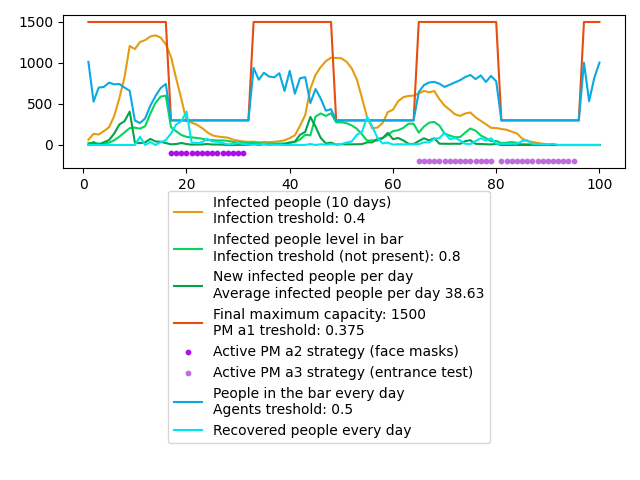 1500
1000
500
0
0 20 40 60 80 100
Infected people (10 days)
Infection treshold: 0.4
Infected people level in bar
Infection treshold (not present): 0.8
New infected people per day
Average infected people per day 38.63
Final maximum capacity: 1500
PM a1 treshold: 0.375
Active PM a2 strategy (face masks)
Active PM a3 strategy (entrance test)
People in the bar every day
Agents treshold: 0.5
Recovered people every day